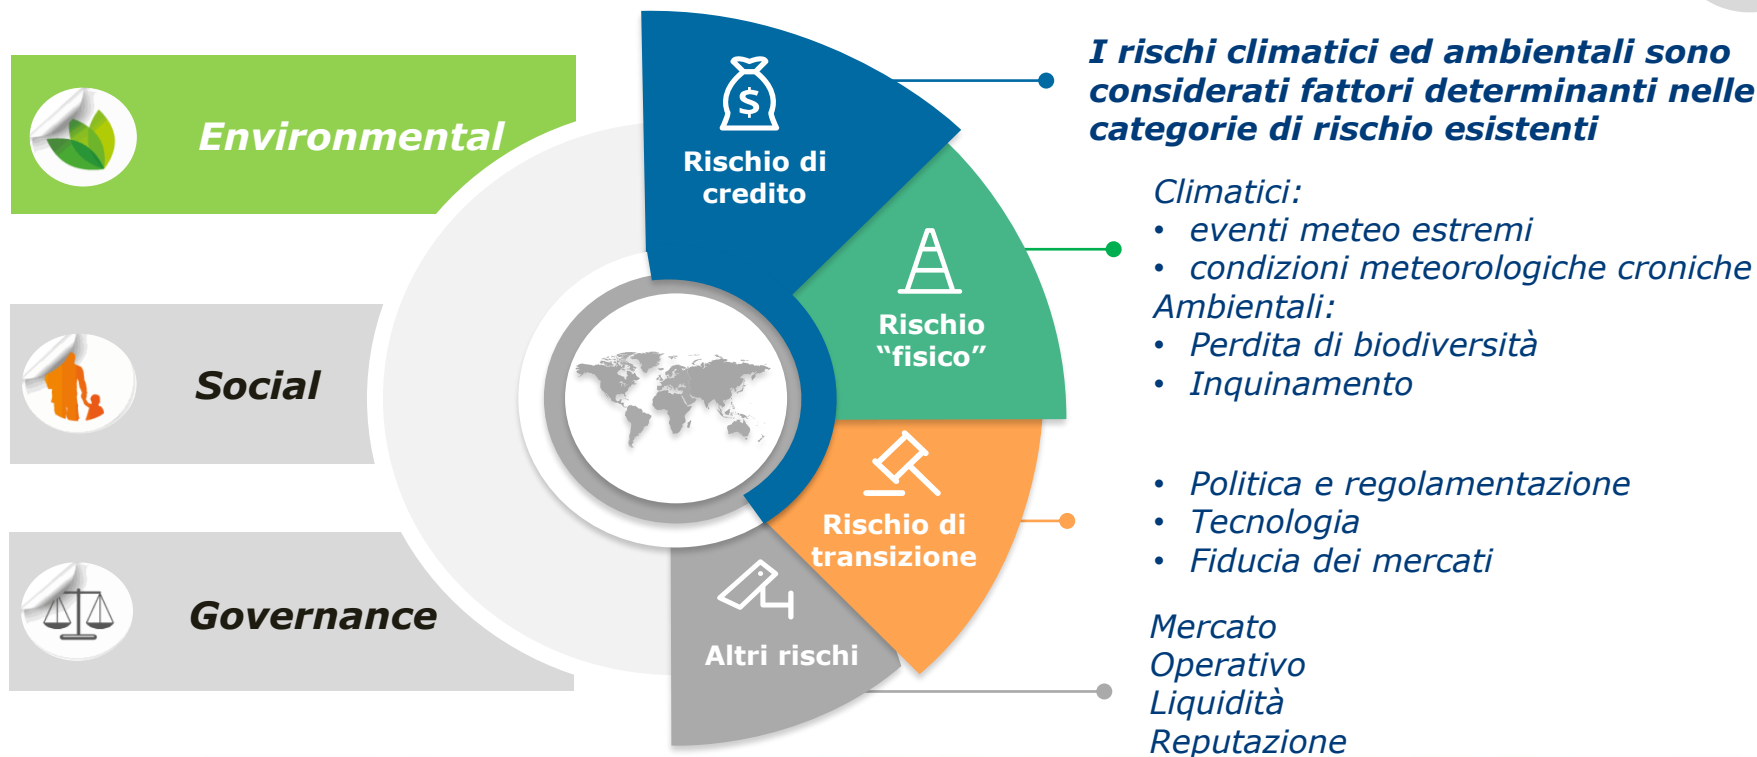 Environmental
Social
Governance
$
Rischio di
credito
Rischio
“fisico”
Rischio di
transizione
Altri rischi
I rischi climatici ed ambientali sono
considerati fattori determinanti nelle
categorie di rischio esistenti
Climatici:
• eventi meteo estremi
• condizioni meteorologiche croniche
Ambientali:
• Perdita di biodiversità
• Inquinamento
• Politica e regolamentazione
• Tecnologia
• Fiducia dei mercati
Mercato
Operativo
Liquidità
Reputazione